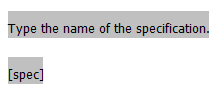 Type the name of the specification.
[spec]